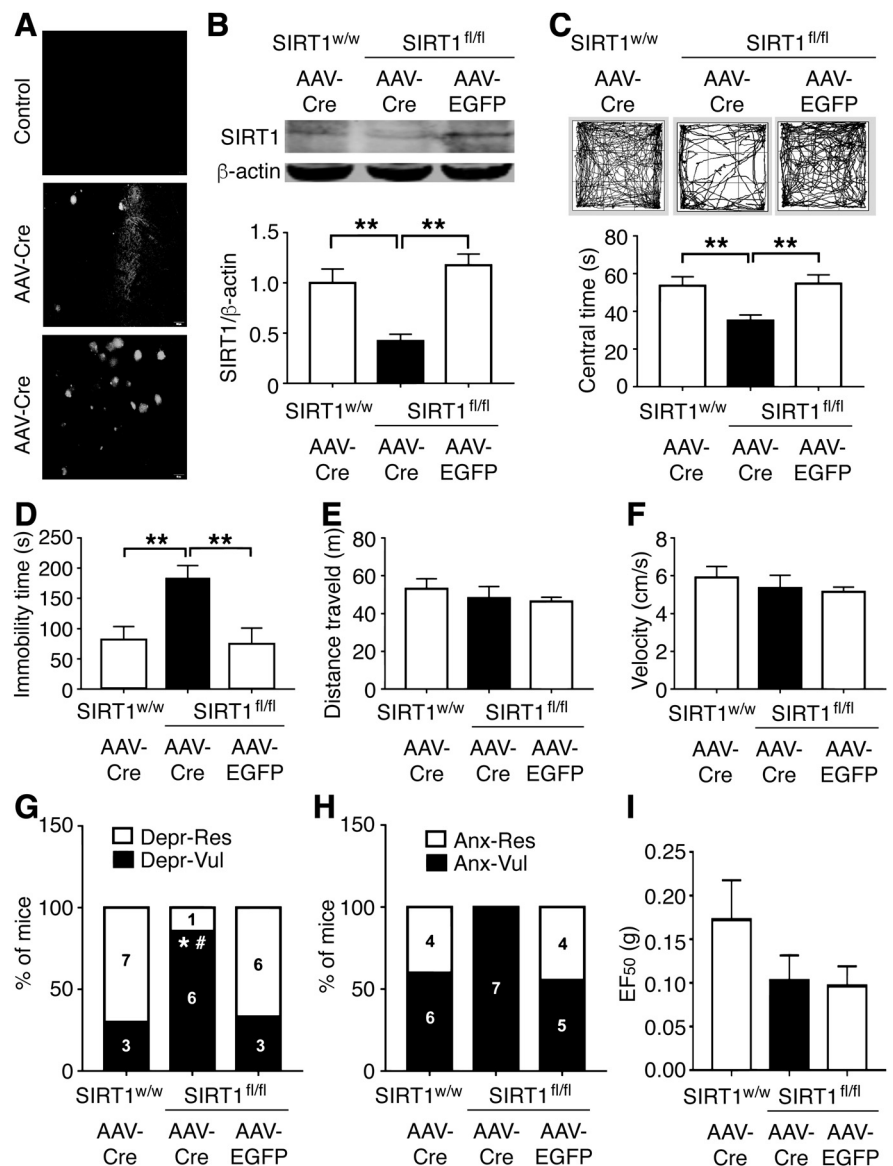 A
Control
AAV-Cre
AAV-Cre
B
SIRT1w/w SIRT1fl/fl
AAV- AAV- AAV-
Cre Cre EGFP
SIRT1
β-actin
** **
SIRT1/β-actin
1.5
1.0
0.5
0
SIRT1w/w SIRT1fl/fl
AAV- AAV- AAV-
Cre Cre EGFP
C
SIRT1w/w SIRT1fl/fl
AAV- AAV- AAV-
Cre Cre EGFP
** **
Central time (s)
80
60
40
20
0
SIRT1w/w SIRT1fl/fl
AAV- AAV- AAV-
Cre Cre EGFP
D
Immobility time (s)
250
200
150
100
50
0
** **
SIRT1w/w SIRT1fl/fl
AAV- AAV- AAV-
Cre Cre EGFP
E
Distance traveld (m)
80
60
40
20
0
SIRT1w/w SIRT1fl/fl
AAV- AAV- AAV-
Cre Cre EGFP
F
Velocity (cm/s)
8
6
4
2
0
SIRT1w/w SIRT1fl/fl
AAV- AAV- AAV-
Cre Cre EGFP
G
% of mice
150
100
50
0
Depr-Res
Depr-Vul
7 1 6
* #
3 6 3
SIRT1w/w SIRT1fl/fl
AAV- AAV- AAV-
Cre Cre EGFP
H
% of mice
150
100
50
0
Anx-Res
Anx-Vul
4 4
6 7 5
SIRT1w/w SIRT1fl/fl
AAV- AAV- AAV-
Cre Cre EGFP
I
EF50 (g)
0.25
0.20
0.15
0.10
0.05
0.00
SIRT1w/w SIRT1fl/fl
AAV- AAV- AAV-
Cre Cre EGFP